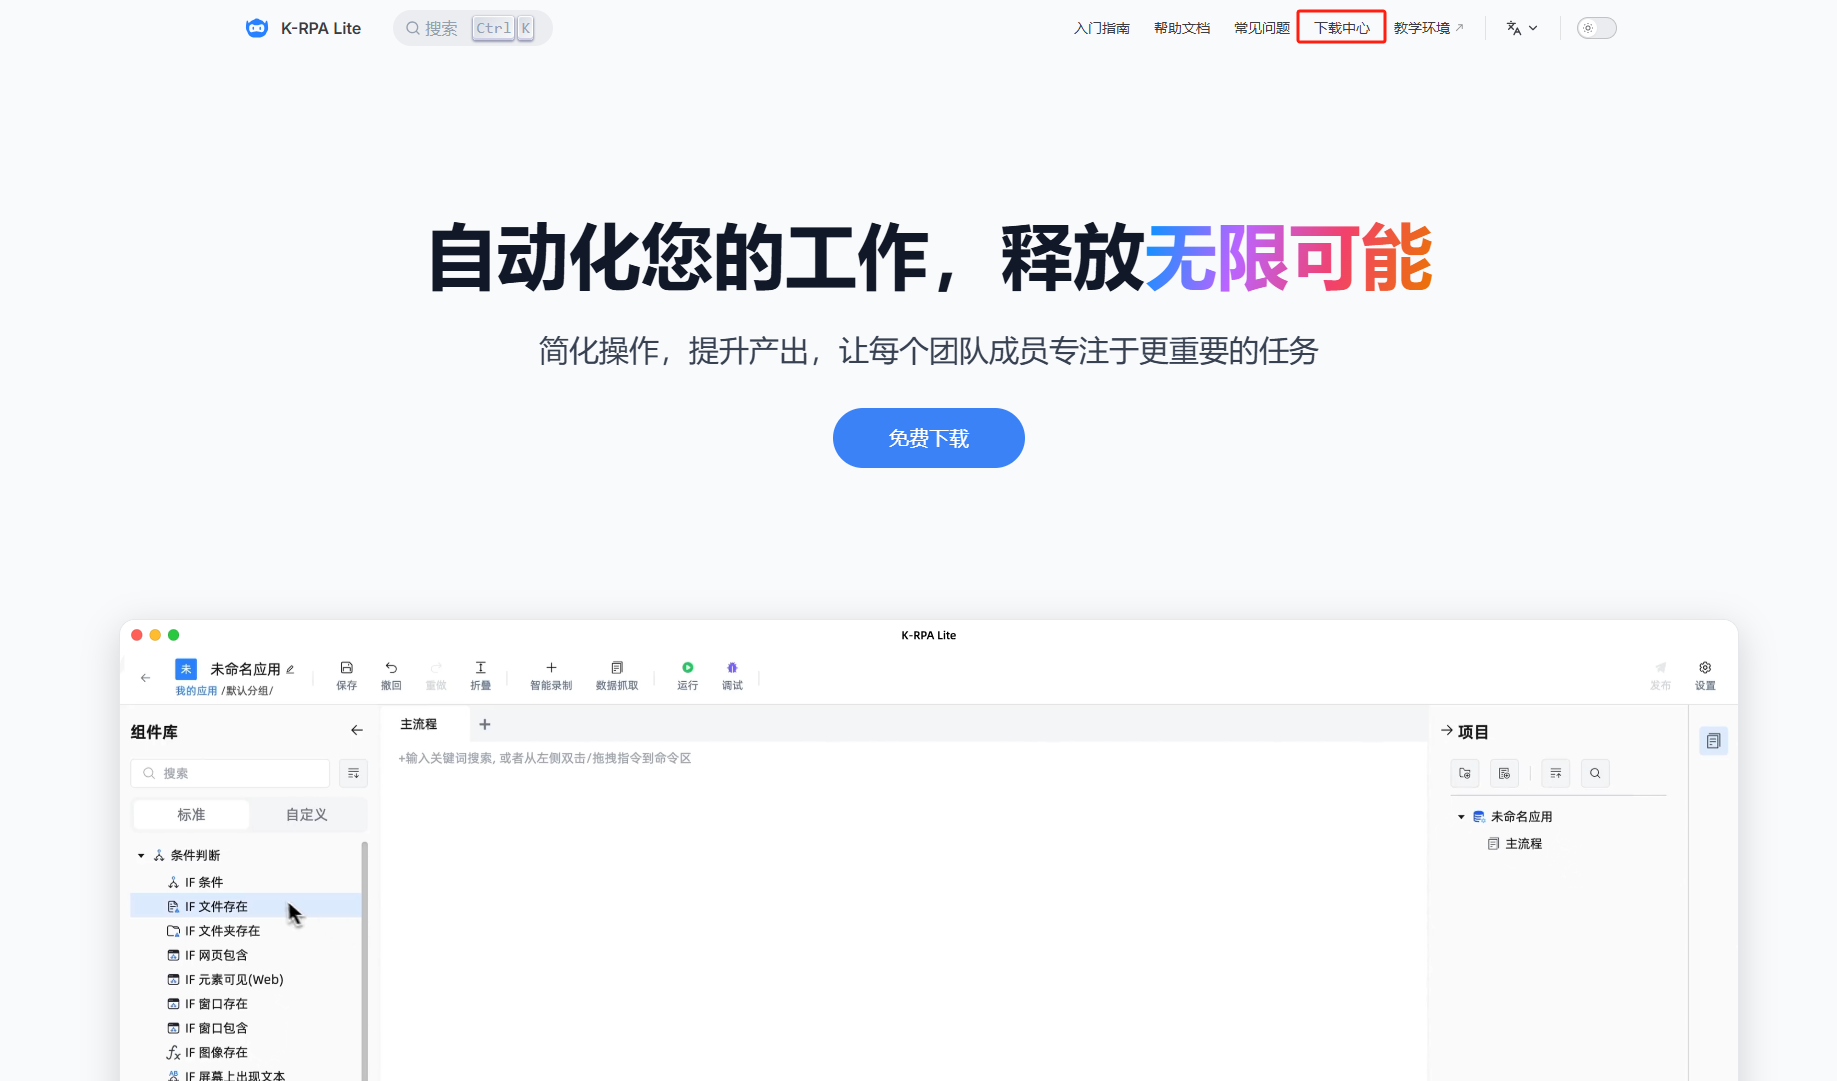 K-RPA Lite
搜索 Ctrl K
入门指南 帮助文档 常见问题 下载中心 教学环境
自动化您的工作，释放无限可能
简化操作，提升产出，让每个团队成员专注于更重要的任务
免费下载
K-RPA Lite
未 未命名应用
我的应用 /默认分组/
保存 撤回 重做 折叠 智能录制 数据抓取 运行 调试 发布 设置
组件库
搜索
标准 自定义
条件判断
IF 条件
IF 文件存在
IF 文件夹存在
IF 网页包含
IF 元素可见(Web)
IF 窗口存在
IF 窗口包含
IF 图像存在
IF 屏幕上出现文本
主流程
+输入关键词搜索, 或者从左侧双击/拖拽指令到命令区
项目
未命名应用
主流程